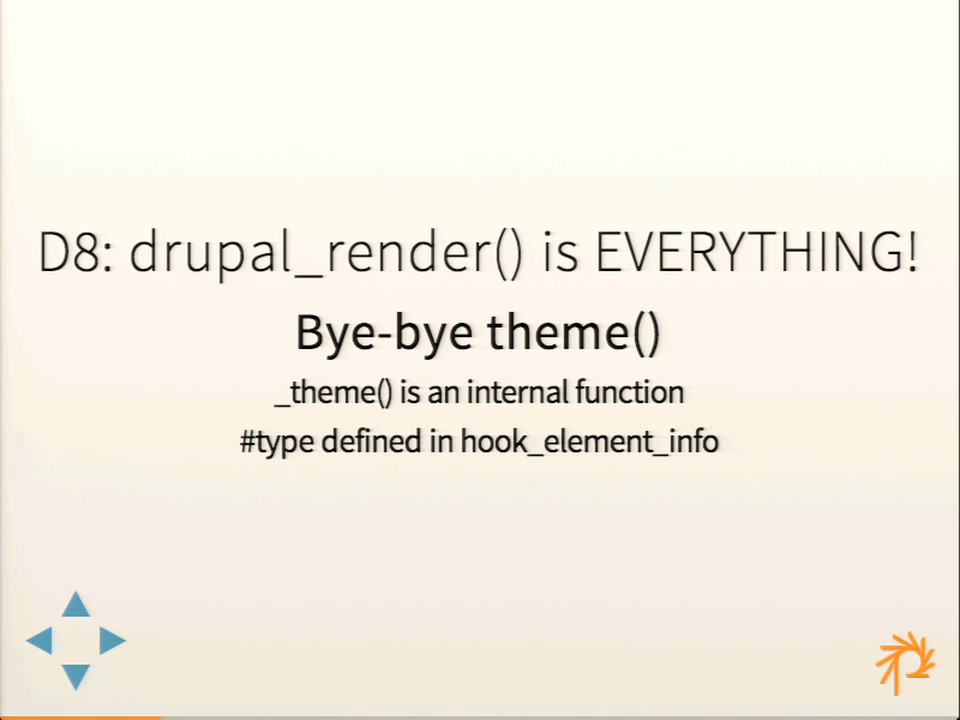 D8: drupal_render() is EVERYTHING!
Bye-bye theme()
_theme() is an internal function
#type defined in hook_element_info